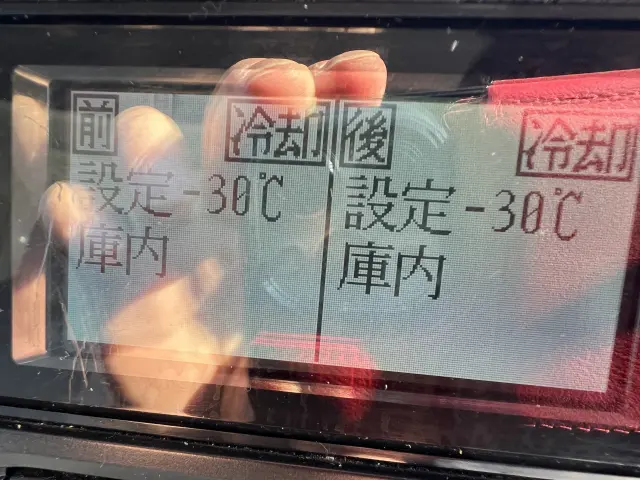 前 冷却
設定-30℃
庫内
後 冷却
設定-30℃
庫内